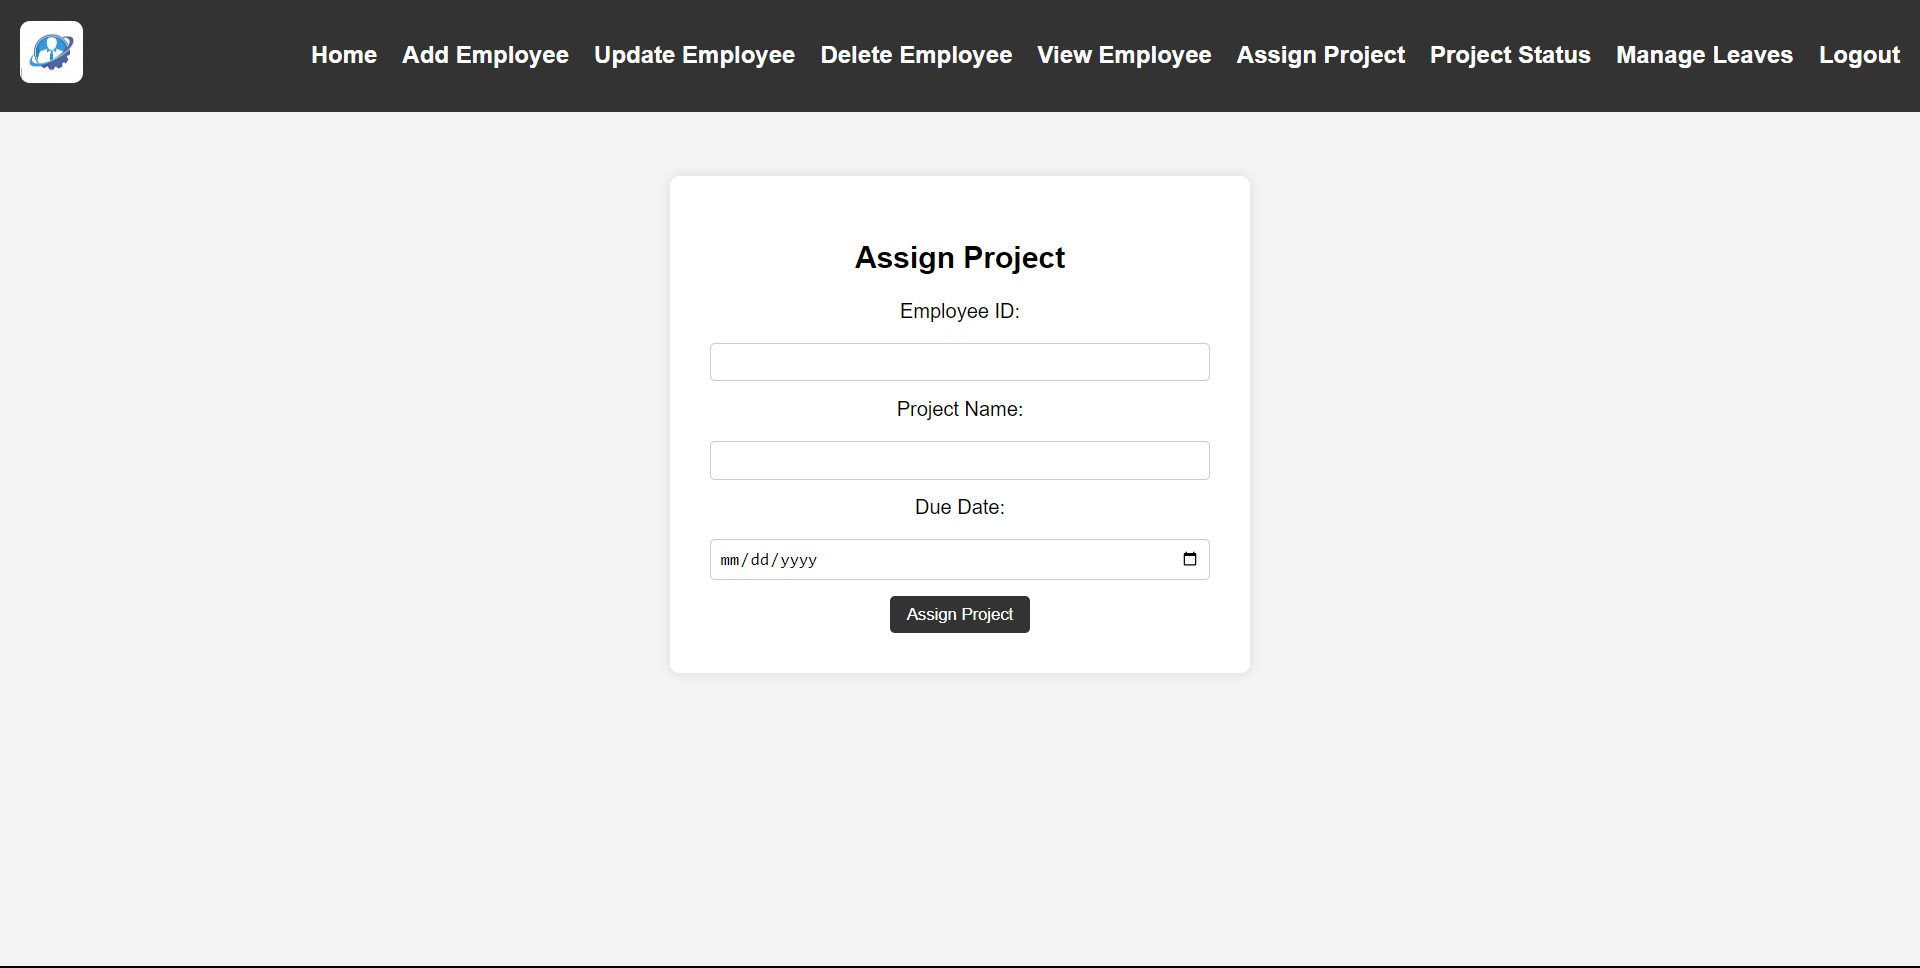 Home Add Employee Update Employee Delete Employee View Employee Assign Project Project Status Manage Leaves Logout
Assign Project
Employee ID:
Project Name:
Due Date:
mm/dd/yyyy
Assign Project